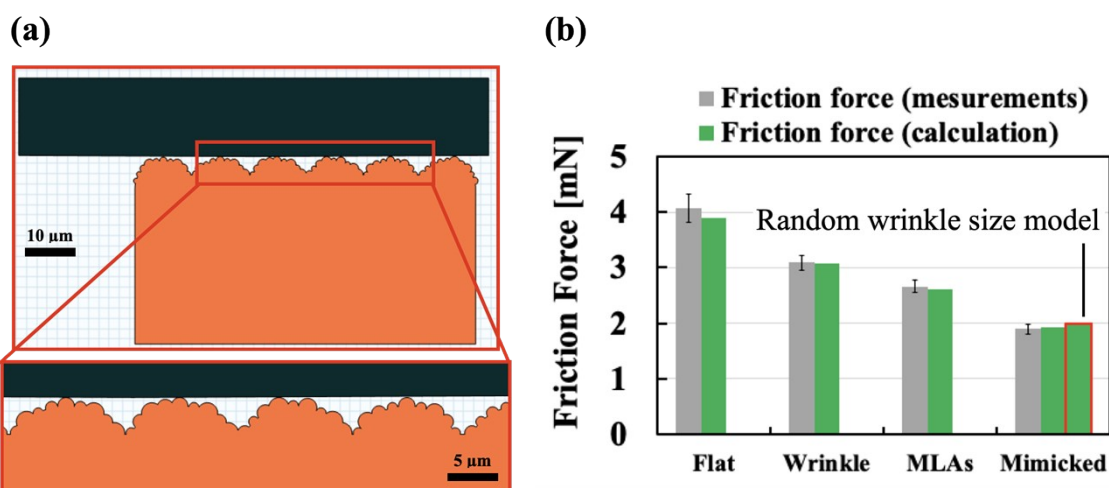 (a)
10 µm
5 µm
(b)
Friction force (mesurements)
Friction force (calculation)
Friction Force [mN]
5
4
3
2
1
0
Random wrinkle size model
Flat Wrinkle MLAs Mimicked